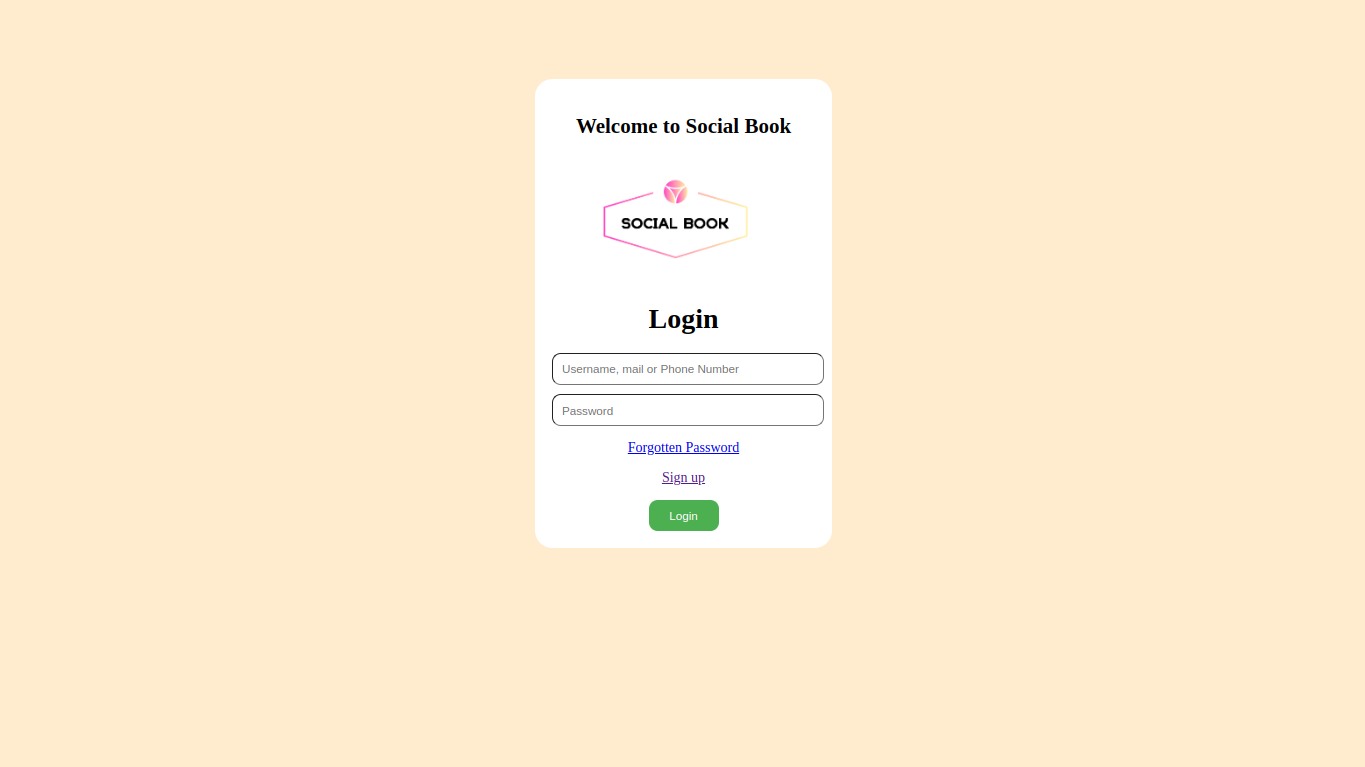 Welcome to Social Book
SOCIAL BOOK
Login
Username, mail or Phone Number
Password
Forgotten Password
Sign up
Login